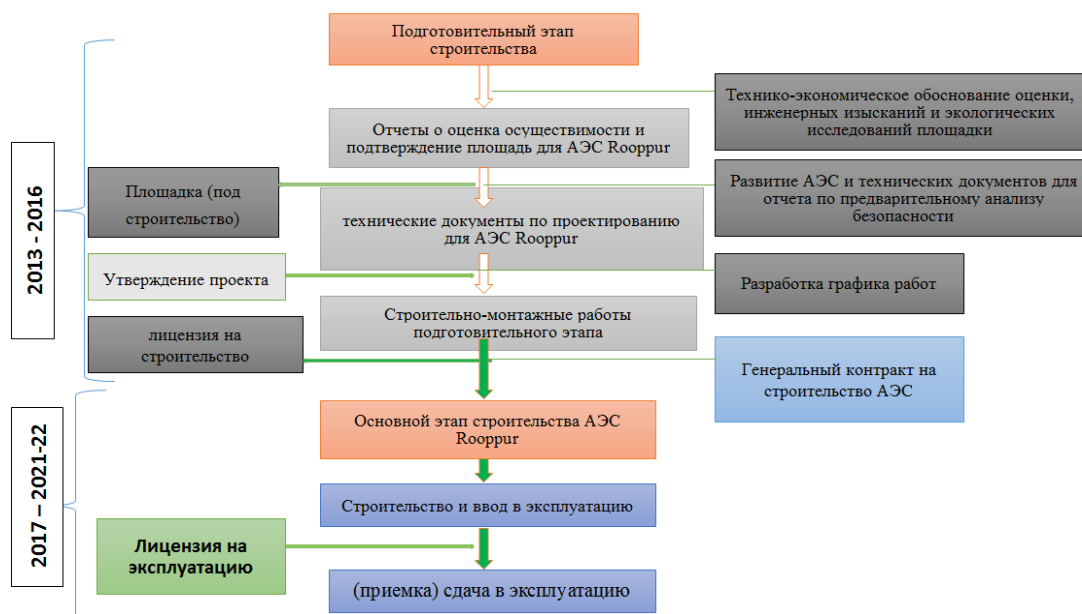 Подготовительный этап
строительства
Технико-экономическое обоснование оценки,
инженерных изысканий и экологических
исследований площадки
Отчеты о оценка осуществимости и
подтверждение площадь для АЭС Rooppur
2013 - 2016
Площадка (под
строительство)
Развитие АЭС и технических документов для
отчета по предварительному анализу
безопасности
технические документы по проектированию
для АЭС Rooppur
Утверждение проекта
Разработка графика работ
Строительно-монтажные работы
подготовительного этапа
лицензия на
строительство
Генеральный контракт на
строительство АЭС
2017 – 2021-22
Основной этап строительства АЭС
Rooppur
Строительство и ввод в эксплуатацию
Лицензия на
эксплуатацию
(приемка) сдача в эксплуатацию